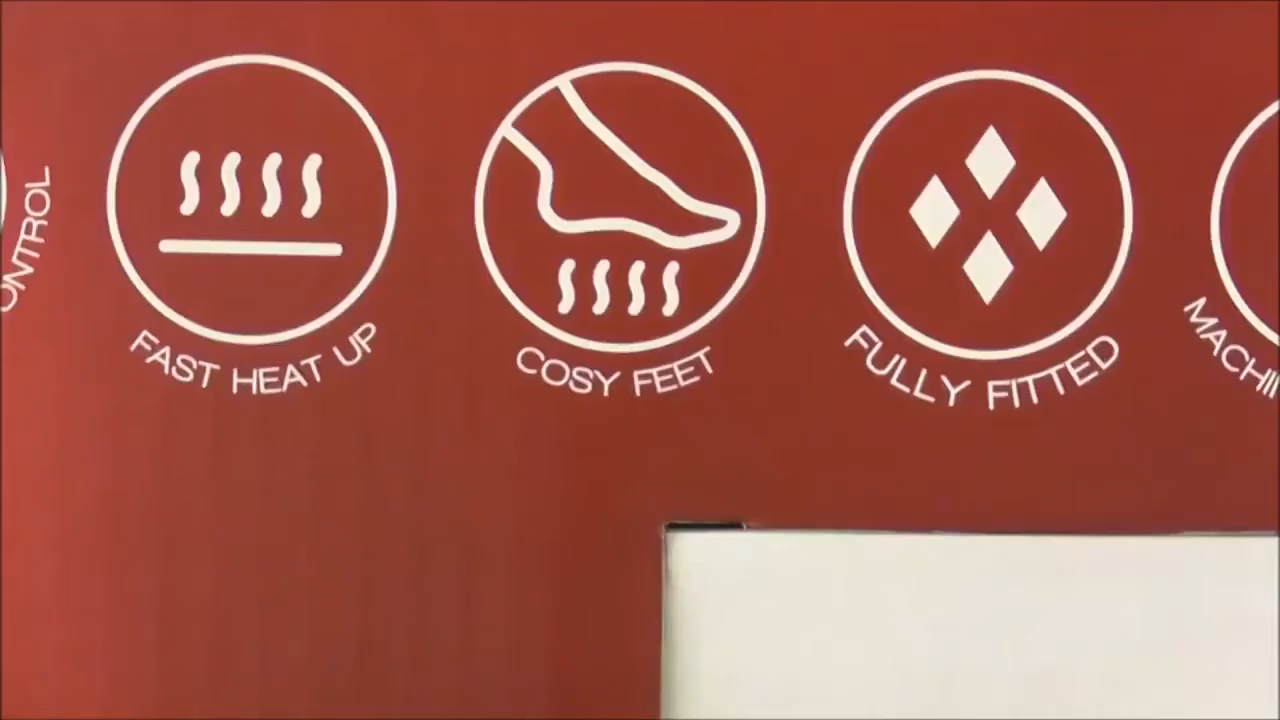 ONTROL
FAST HEAT UP
COSY FEET
FULLY FITTED
MACHI